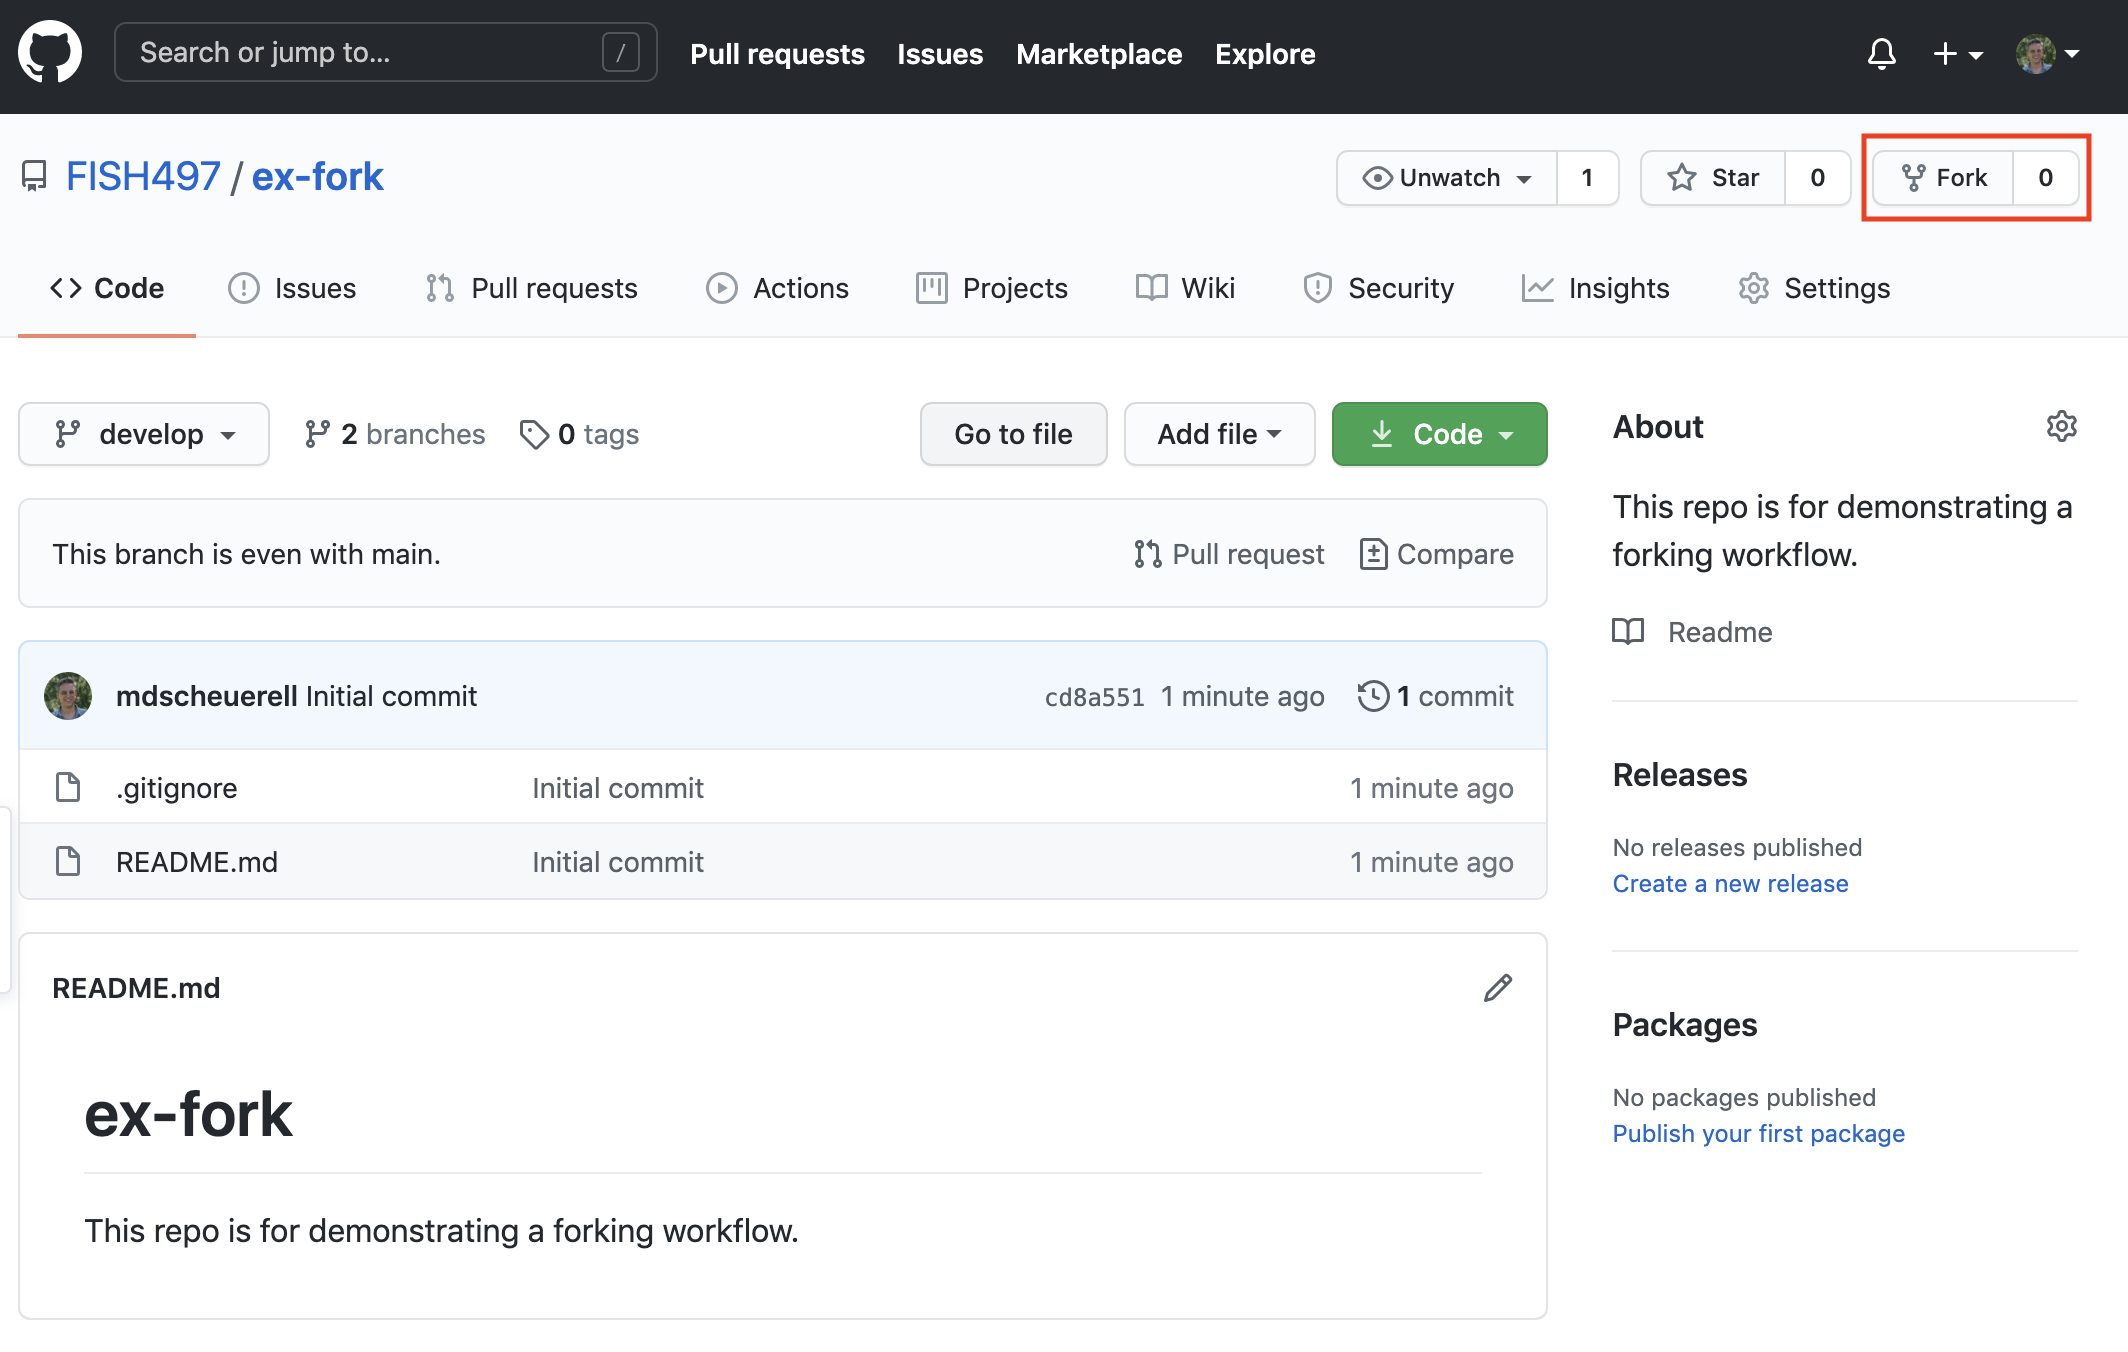 Search or jump to... /
Pull requests Issues Marketplace Explore
FISH497 / ex-fork
Unwatch 1 Star 0 Fork 0
Code Issues Pull requests Actions Projects Wiki Security Insights Settings
develop 2 branches 0 tags Go to file Add file Code
This branch is even with main. Pull request Compare
mdscheuerell Initial commit cd8a551 1 minute ago 1 commit
.gitignore Initial commit 1 minute ago
README.md Initial commit 1 minute ago
README.md
ex-fork
This repo is for demonstrating a forking workflow.
About
This repo is for demonstrating a
forking workflow.
Readme
Releases
No releases published
Create a new release
Packages
No packages published
Publish your first package